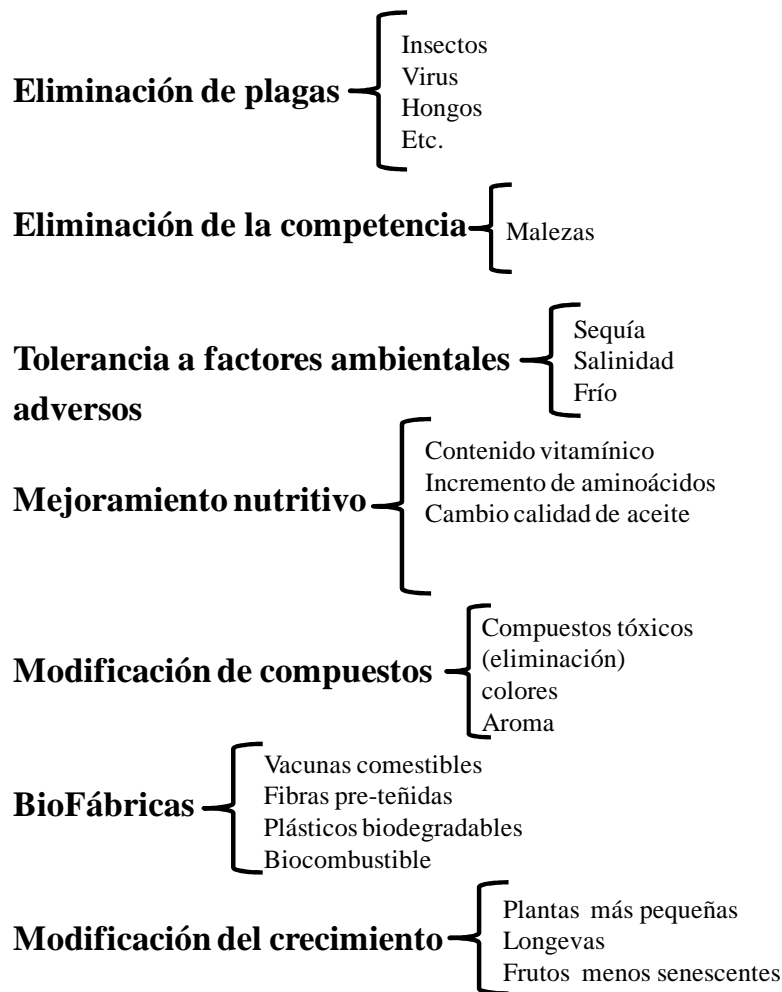 Eliminación de plagas
Insectos
Virus
Hongos
Etc.
Eliminación de la competencia
Malezas
Tolerancia a factores ambientales
adversos
Sequía
Salinidad
Frío
Mejoramiento nutritivo
Contenido vitamínico
Incremento de aminoácidos
Cambio calidad de aceite
Modificación de compuestos
Compuestos tóxicos
(eliminación)
colores
Aroma
BioFábricas
Vacunas comestibles
Fibras pre-teñidas
Plásticos biodegradables
Biocombustible
Modificación del crecimiento
Plantas más pequeñas
Longevas
Frutos menos senescentes